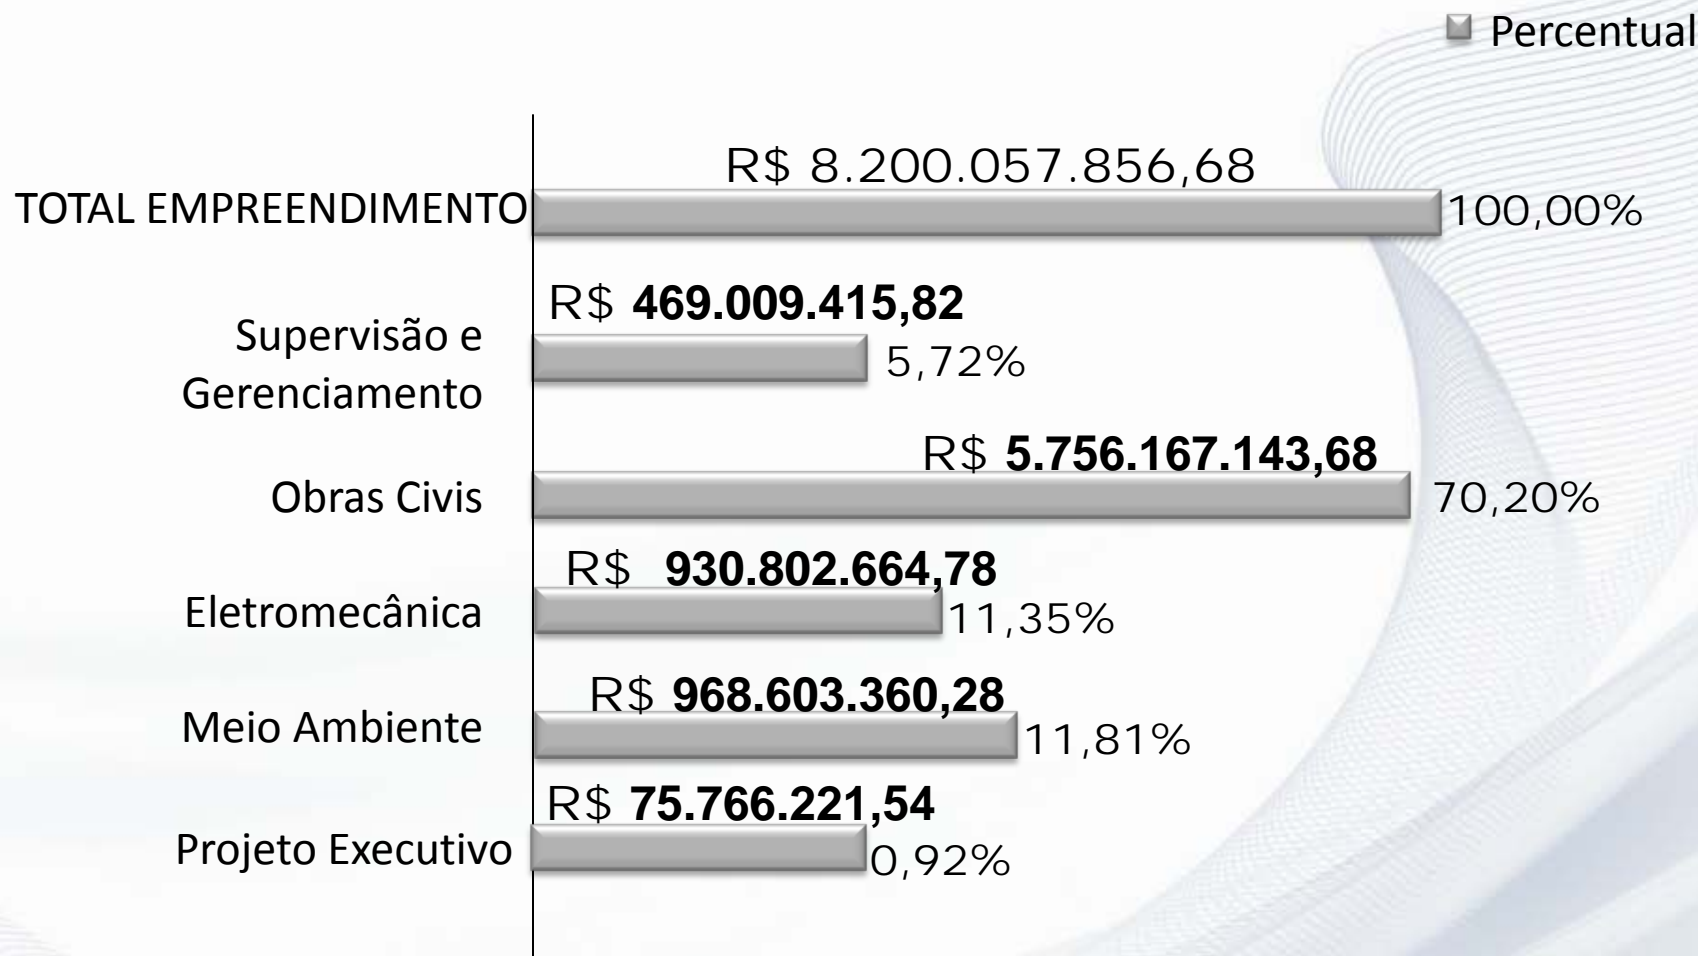 Percentual
R$ 8.200.057.856,68
TOTAL EMPREENDIMENTO
100,00%
R$ 469.009.415,82
Supervisão e
Gerenciamento
5,72%
R$ 5.756.167.143,68
Obras Civis
70,20%
R$ 930.802.664,78
Eletromecânica
11,35%
R$ 968.603.360,28
Meio Ambiente
11,81%
R$ 75.766.221,54
Projeto Executivo
0,92%